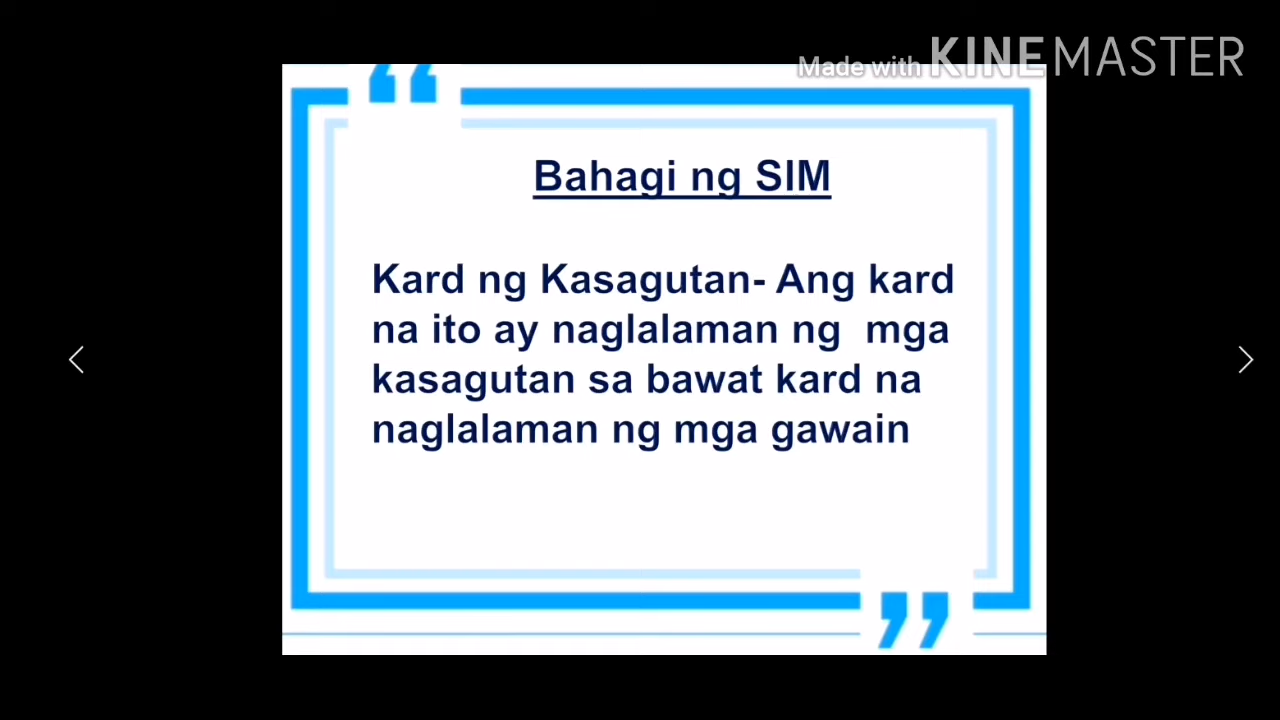 Made with KINEMASTER
Bahagi ng SIM
Kard ng Kasagutan- Ang kard
na ito ay naglalaman ng mga
kasagutan sa bawat kard na
naglalaman ng mga gawain